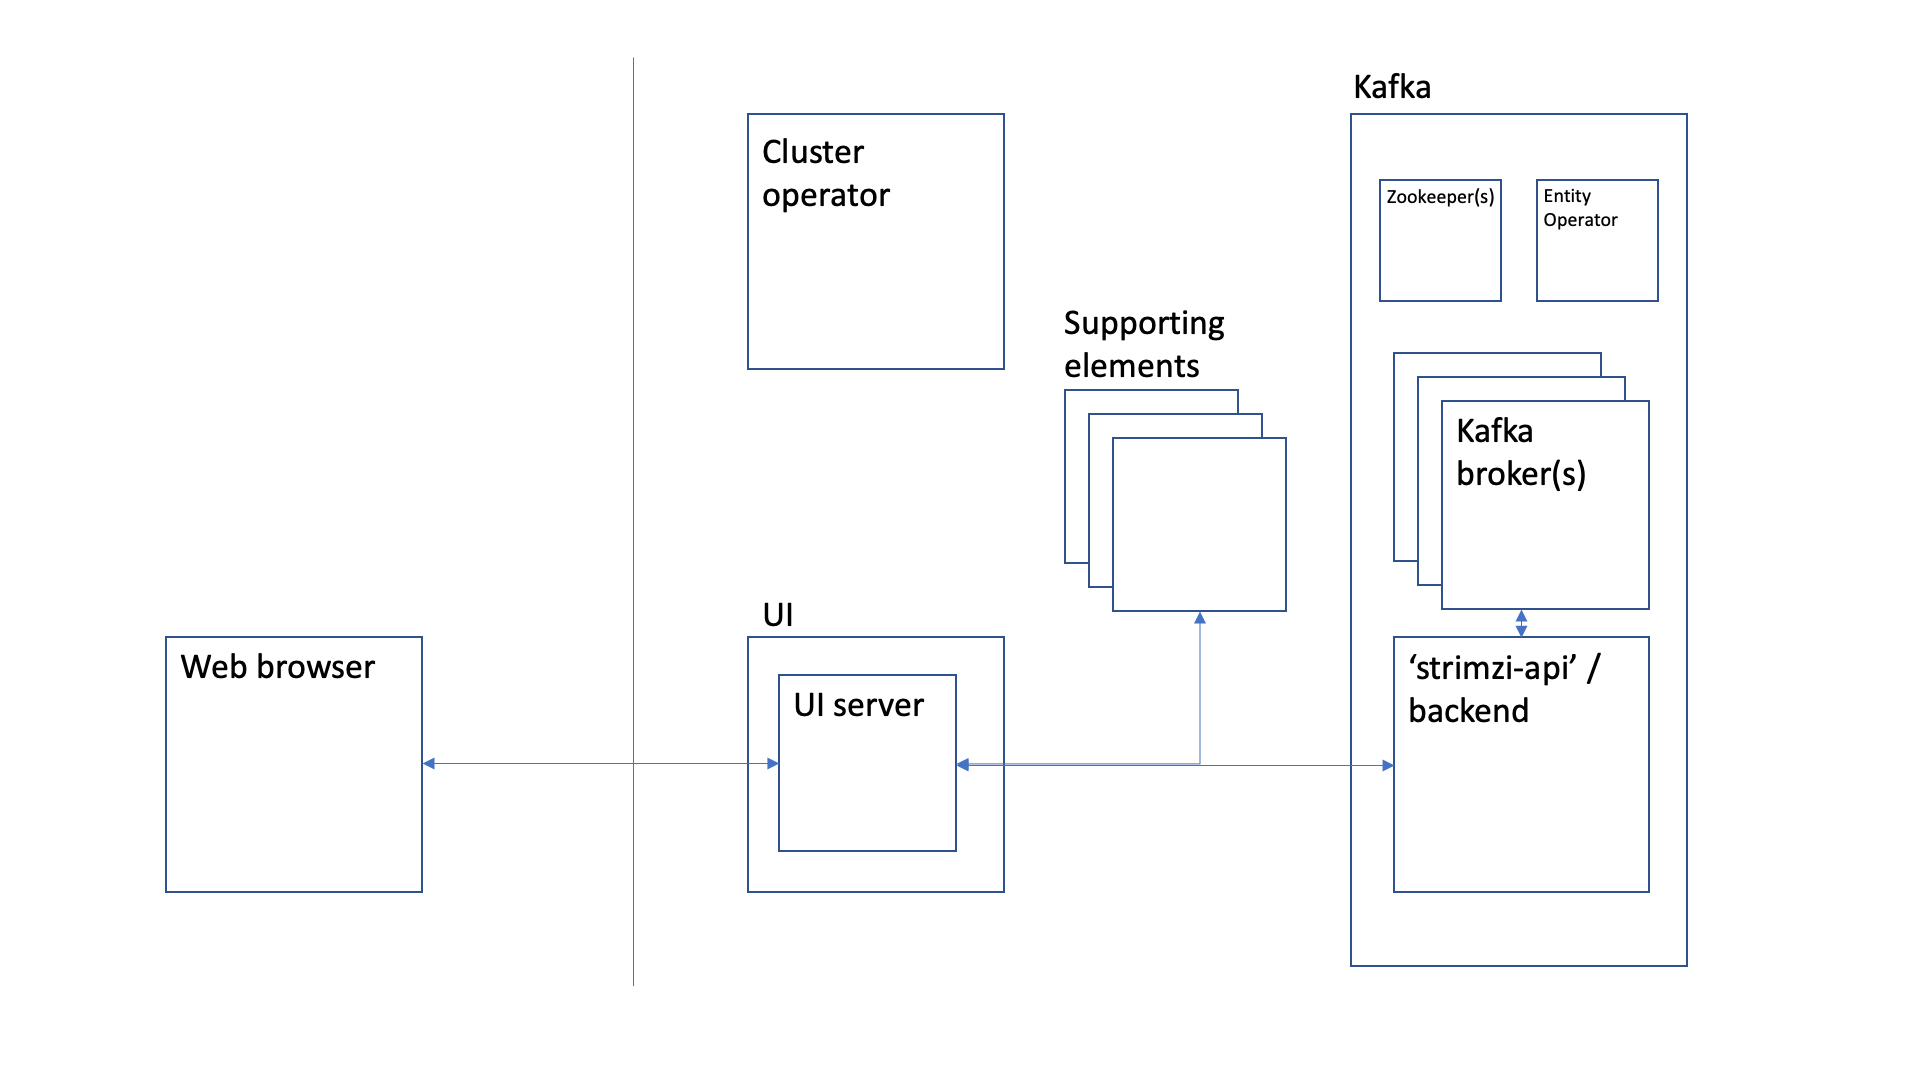 Kafka
Cluster
operator
Zookeeper(s)
Entity
Operator
Supporting
elements
Kafka
broker(s)
UI
Web browser
UI server
‘strimzi-api’ /
backend